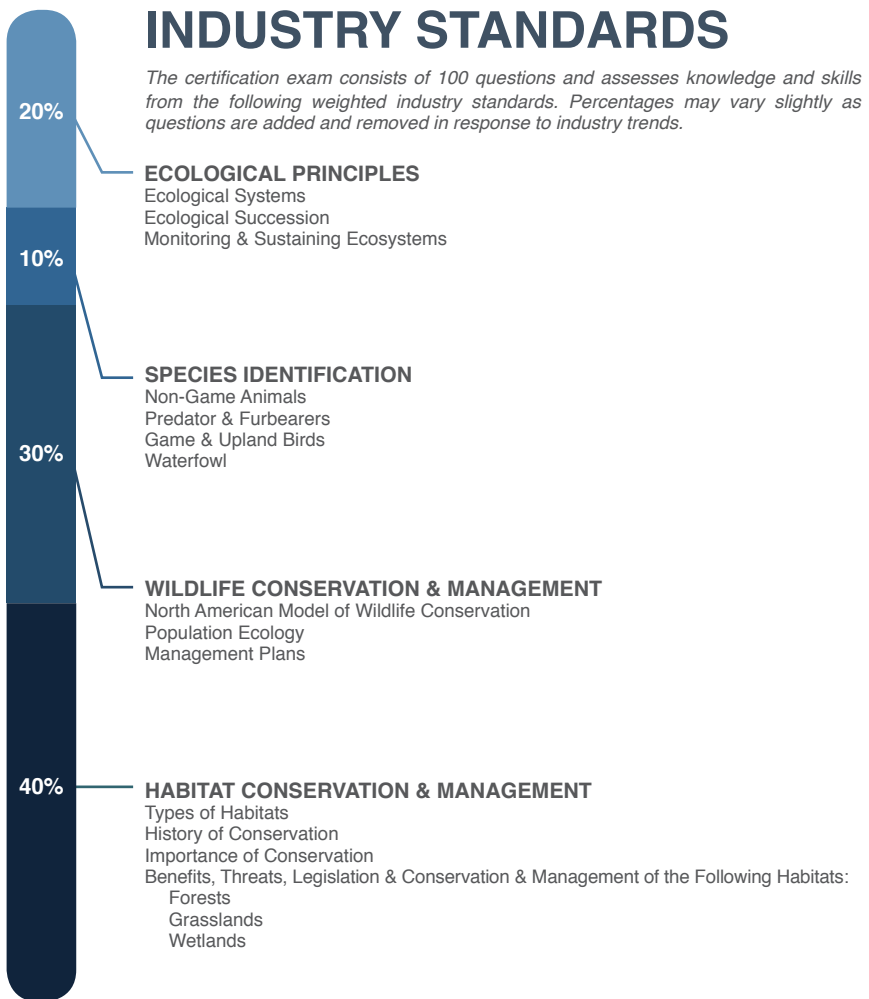 INDUSTRY STANDARDS
The certification exam consists of 100 questions and assesses knowledge and skills
from the following weighted industry standards. Percentages may vary slightly as
questions are added and removed in response to industry trends.
20%
ECOLOGICAL PRINCIPLES
Ecological Systems
Ecological Succession
Monitoring & Sustaining Ecosystems
10%
SPECIES IDENTIFICATION
Non-Game Animals
Predator & Furbearers
Game & Upland Birds
Waterfowl
30%
WILDLIFE CONSERVATION & MANAGEMENT
North American Model of Wildlife Conservation
Population Ecology
Management Plans
40%
HABITAT CONSERVATION & MANAGEMENT
Types of Habitats
History of Conservation
Importance of Conservation
Benefits, Threats, Legislation & Conservation & Management of the Following Habitats:
Forests
Grasslands
Wetlands